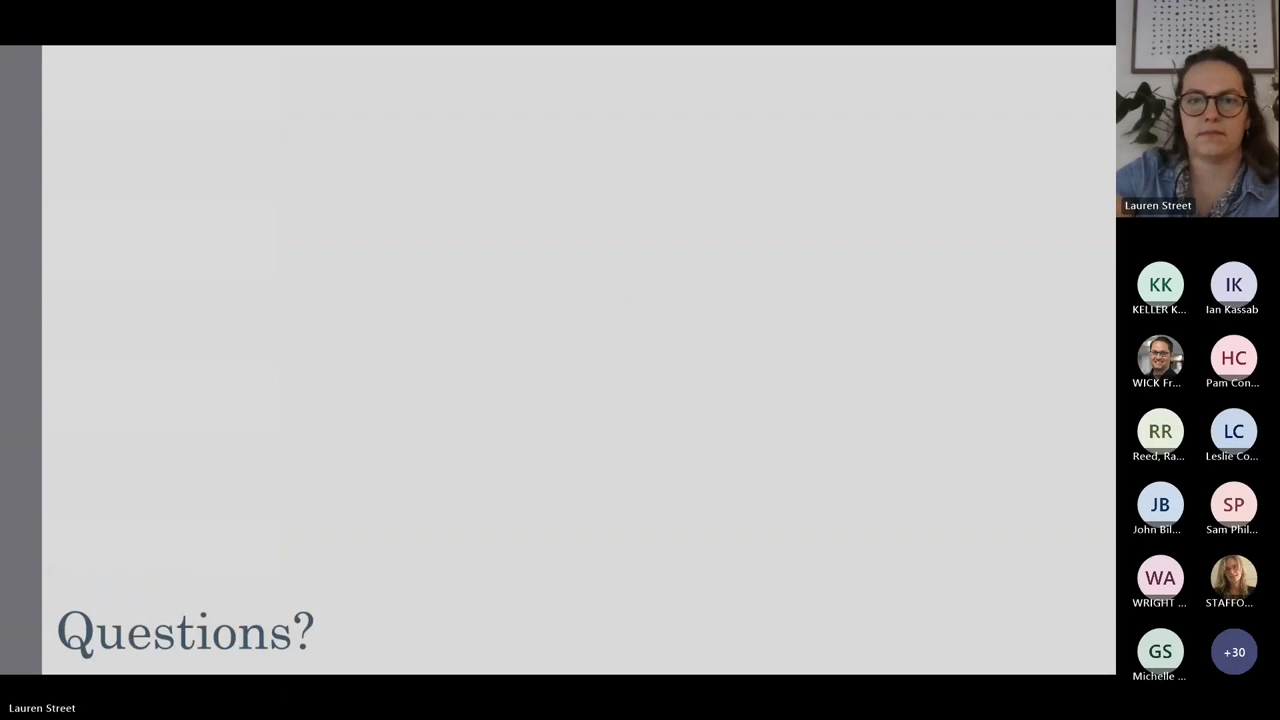 Questions?
Lauren Street
KK
IK
KELLER K...
Ian Kassab
HC
WICK Fr...
Pam Con...
RR
LC
Reed, Ra...
Leslie Co...
JB
SP
John Bil...
Sam Phil...
WA
WRIGHT ...
STAFFO...
GS
+30
Michelle ...
Lauren Street